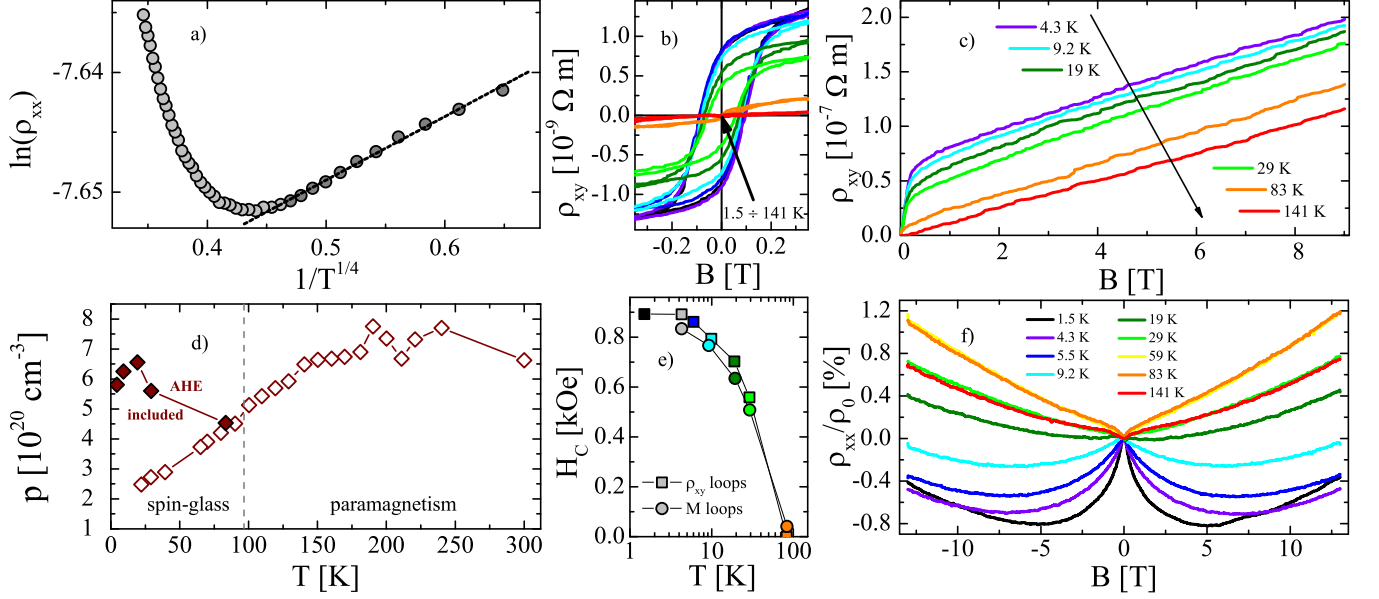 a)
ln(ρxx)
-7.64
-7.65
0.4
0.5
0.6
1/T^1/4
b)
ρxy [10^-9 Ω m]
1.0
0.5
0.0
-0.5
-1.0
1.5 ÷ 141 K
-0.2
0.0
0.2
B [T]
c)
ρxy [10^-7 Ω m]
2.0
1.5
1.0
0.5
0.0
4.3 K
9.2 K
19 K
29 K
83 K
141 K
0
2
4
6
8
B [T]
d)
p [10^20 cm^-3]
8
7
6
5
4
3
2
1
AHE
included
spin-glass
paramagnetism
0
50
100
150
200
250
300
T [K]
e)
H_C [kOe]
0.8
0.6
0.4
0.2
0.0
ρxy loops
M loops
1
10
100
T [K]
f)
ρxx/ρ0 [%]
1.2
0.8
0.4
0.0
-0.4
-0.8
1.5 K
4.3 K
5.5 K
9.2 K
19 K
29 K
59 K
83 K
141 K
-10
-5
0
5
10
B [T]